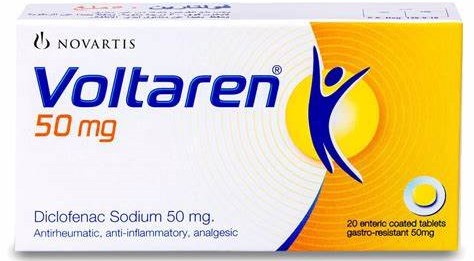 فولتارين
NOVARTIS
Voltaren®
50 mg
Diclofenac Sodium 50 mg.
Antirheumatic, anti-inflammatory, analgesic
20 enteric coated tablets
gastro-resistant 50mg